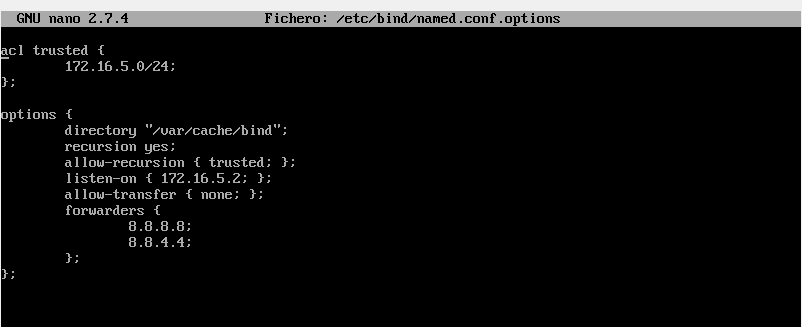 GNU nano 2.7.4 Fichero: /etc/bind/named.conf.options
acl trusted {
172.16.5.0/24;
};
options {
directory "/var/cache/bind";
recursion yes;
allow-recursion { trusted; };
listen-on { 172.16.5.2; };
allow-transfer { none; };
forwarders {
8.8.8.8;
8.8.4.4;
};
};